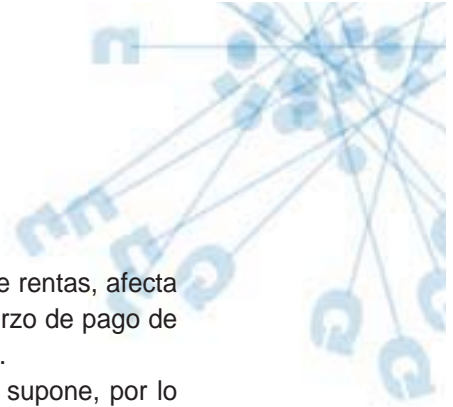 e rentas, afecta
rzo de pago de
.
supone, por lo